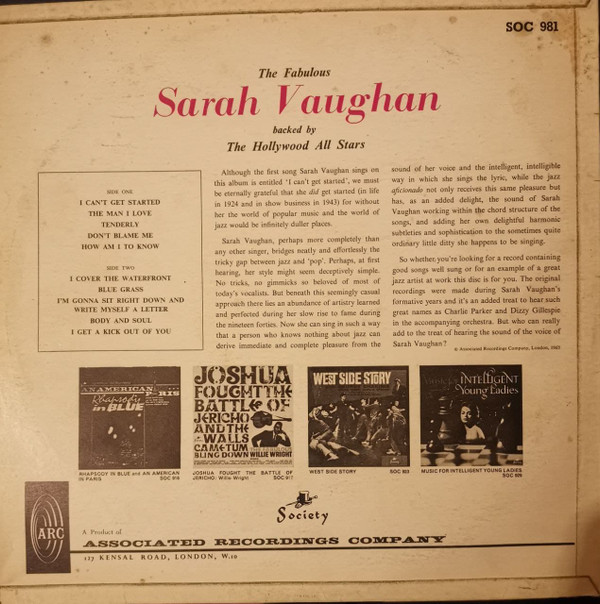 SOC 981
The Fabulous
Sarah Vaughan
backed by
The Hollywood All Stars
SIDE ONE
I CAN'T GET STARTED
THE MAN I LOVE
TENDERLY
DON'T BLAME ME
HOW AM I TO KNOW
SIDE TWO
I COVER THE WATERFRONT
BLUE GRASS
I'M GONNA SIT RIGHT DOWN AND
WRITE MYSELF A LETTER
BODY AND SOUL
I GET A KICK OUT OF YOU
Although the first song Sarah Vaughan sings on
this album is entitled 'I can't get started', we must
be eternally grateful that she did get started (in life
in 1924 and in show business in 1943) for without
her the world of popular music and the world of
jazz would be infinitely duller places.
Sarah Vaughan, perhaps more completely than
any other singer, bridges neatly and effortlessly the
tricky gap between jazz and 'pop'. Perhaps, at first
hearing, her style might seem deceptively simple.
No tricks, no gimmicks so beloved of most of
today's vocalists. But beneath this seemingly casual
approach there lies an abundance of artistry learned
and perfected during her slow rise to fame during
the nineteen forties. Now she can sing in such a way
that a person who knows nothing about jazz can
derive immediate and complete pleasure from the
sound of her voice and the intelligent, intelligible
way in which she sings the lyric, while the jazz
aficionado not only receives this same pleasure but
has, as an added delight, the sound of Sarah
Vaughan working within the chord structure of the
songs, and adding her own delightful harmonic
subtleties and sophistication to the sometimes quite
ordinary little ditty she happens to be singing.
So whether you're looking for a record containing
good songs well sung or for an example of a great
jazz artist at work this disc is for you. The original
recordings were made during Sarah Vaughan's
formative years and it's an added treat to hear such
great names as Charlie Parker and Dizzy Gillespie
in the accompanying orchestra. But who can really
add to the treat of hearing the sound of the voice of
Sarah Vaughan?
© Associated Recordings Company, London,
AN AMERICAN IN PARIS
Rhapsody
in BLUE
JOSHUA
FOUGHT THE
BATTLE OF
JERICHO
AND THE
WALLS
CAME TUM
BLING DOWN WILLIE WRIGHT
WEST SIDE STORY
Music for INTELLIGENT
Young Ladies
RHAPSODY IN BLUE and AN AMERICAN
IN PARIS SOC
JOSHUA FOUGHT THE BATTLE OF
JERICHO: Willie Wright SOC 917
WEST SIDE STORY SOC
MUSIC FOR INTELLIGENT YOUNG LADIES
SOC
Society
ARC
A Product of
ASSOCIATED RECORDINGS COMPANY
127 KENSAL ROAD, LONDON, W.10